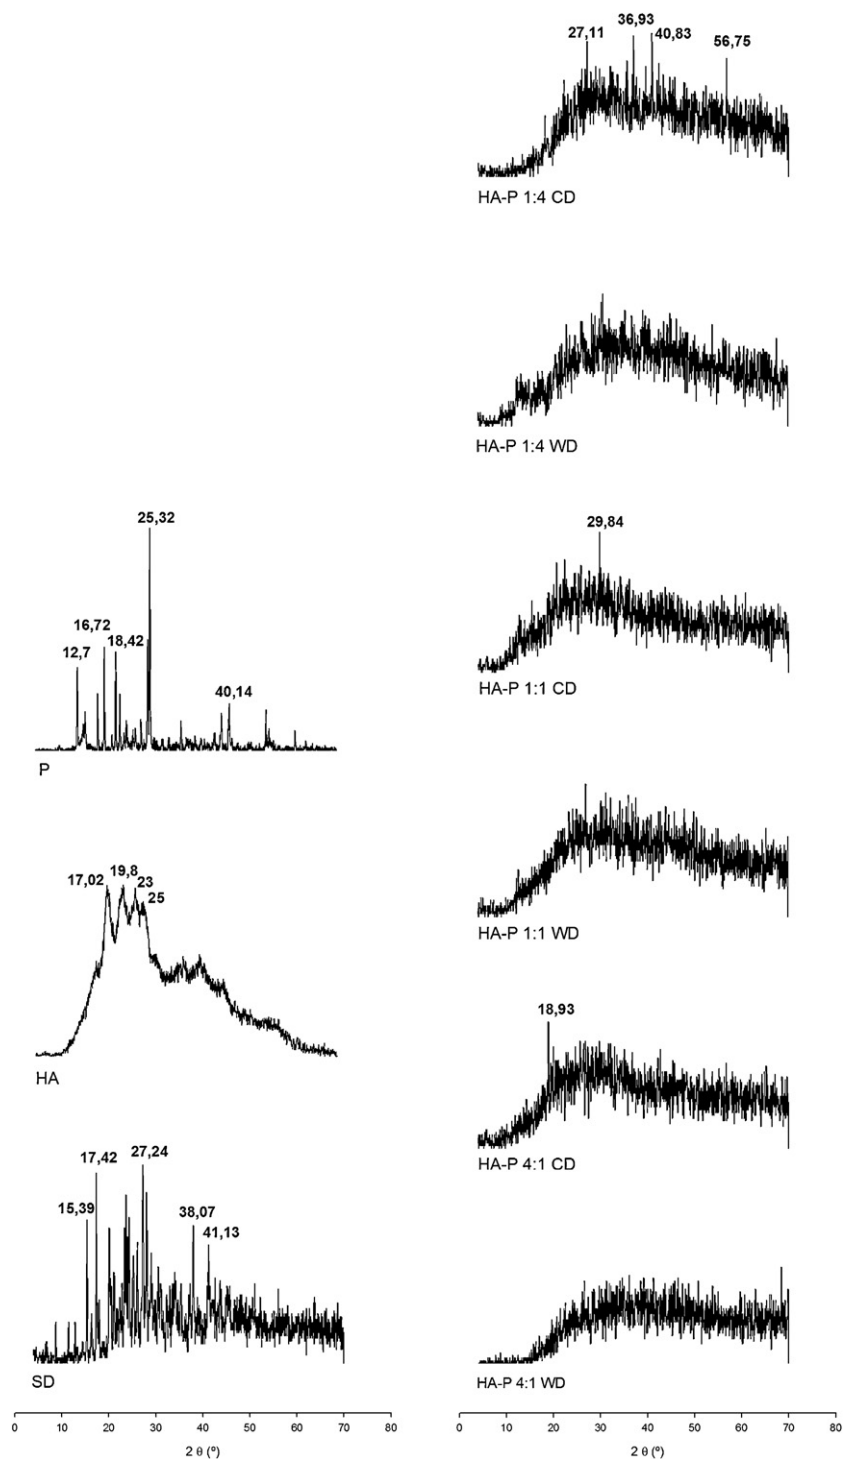 36,93
27,11
40,83
56,75
HA-P 1:4 CD
HA-P 1:4 WD
25,32
16,72
18,42
12,7
40,14
P
29,84
HA-P 1:1 CD
17,02
19,8
23
25
HA
HA-P 1:1 WD
18,93
HA-P 4:1 CD
17,42
27,24
15,39
38,07
41,13
SD
HA-P 4:1 WD
0 10 20 30 40 50 60 70 80
2 θ (º)
0 10 20 30 40 50 60 70 80
2 θ (º)